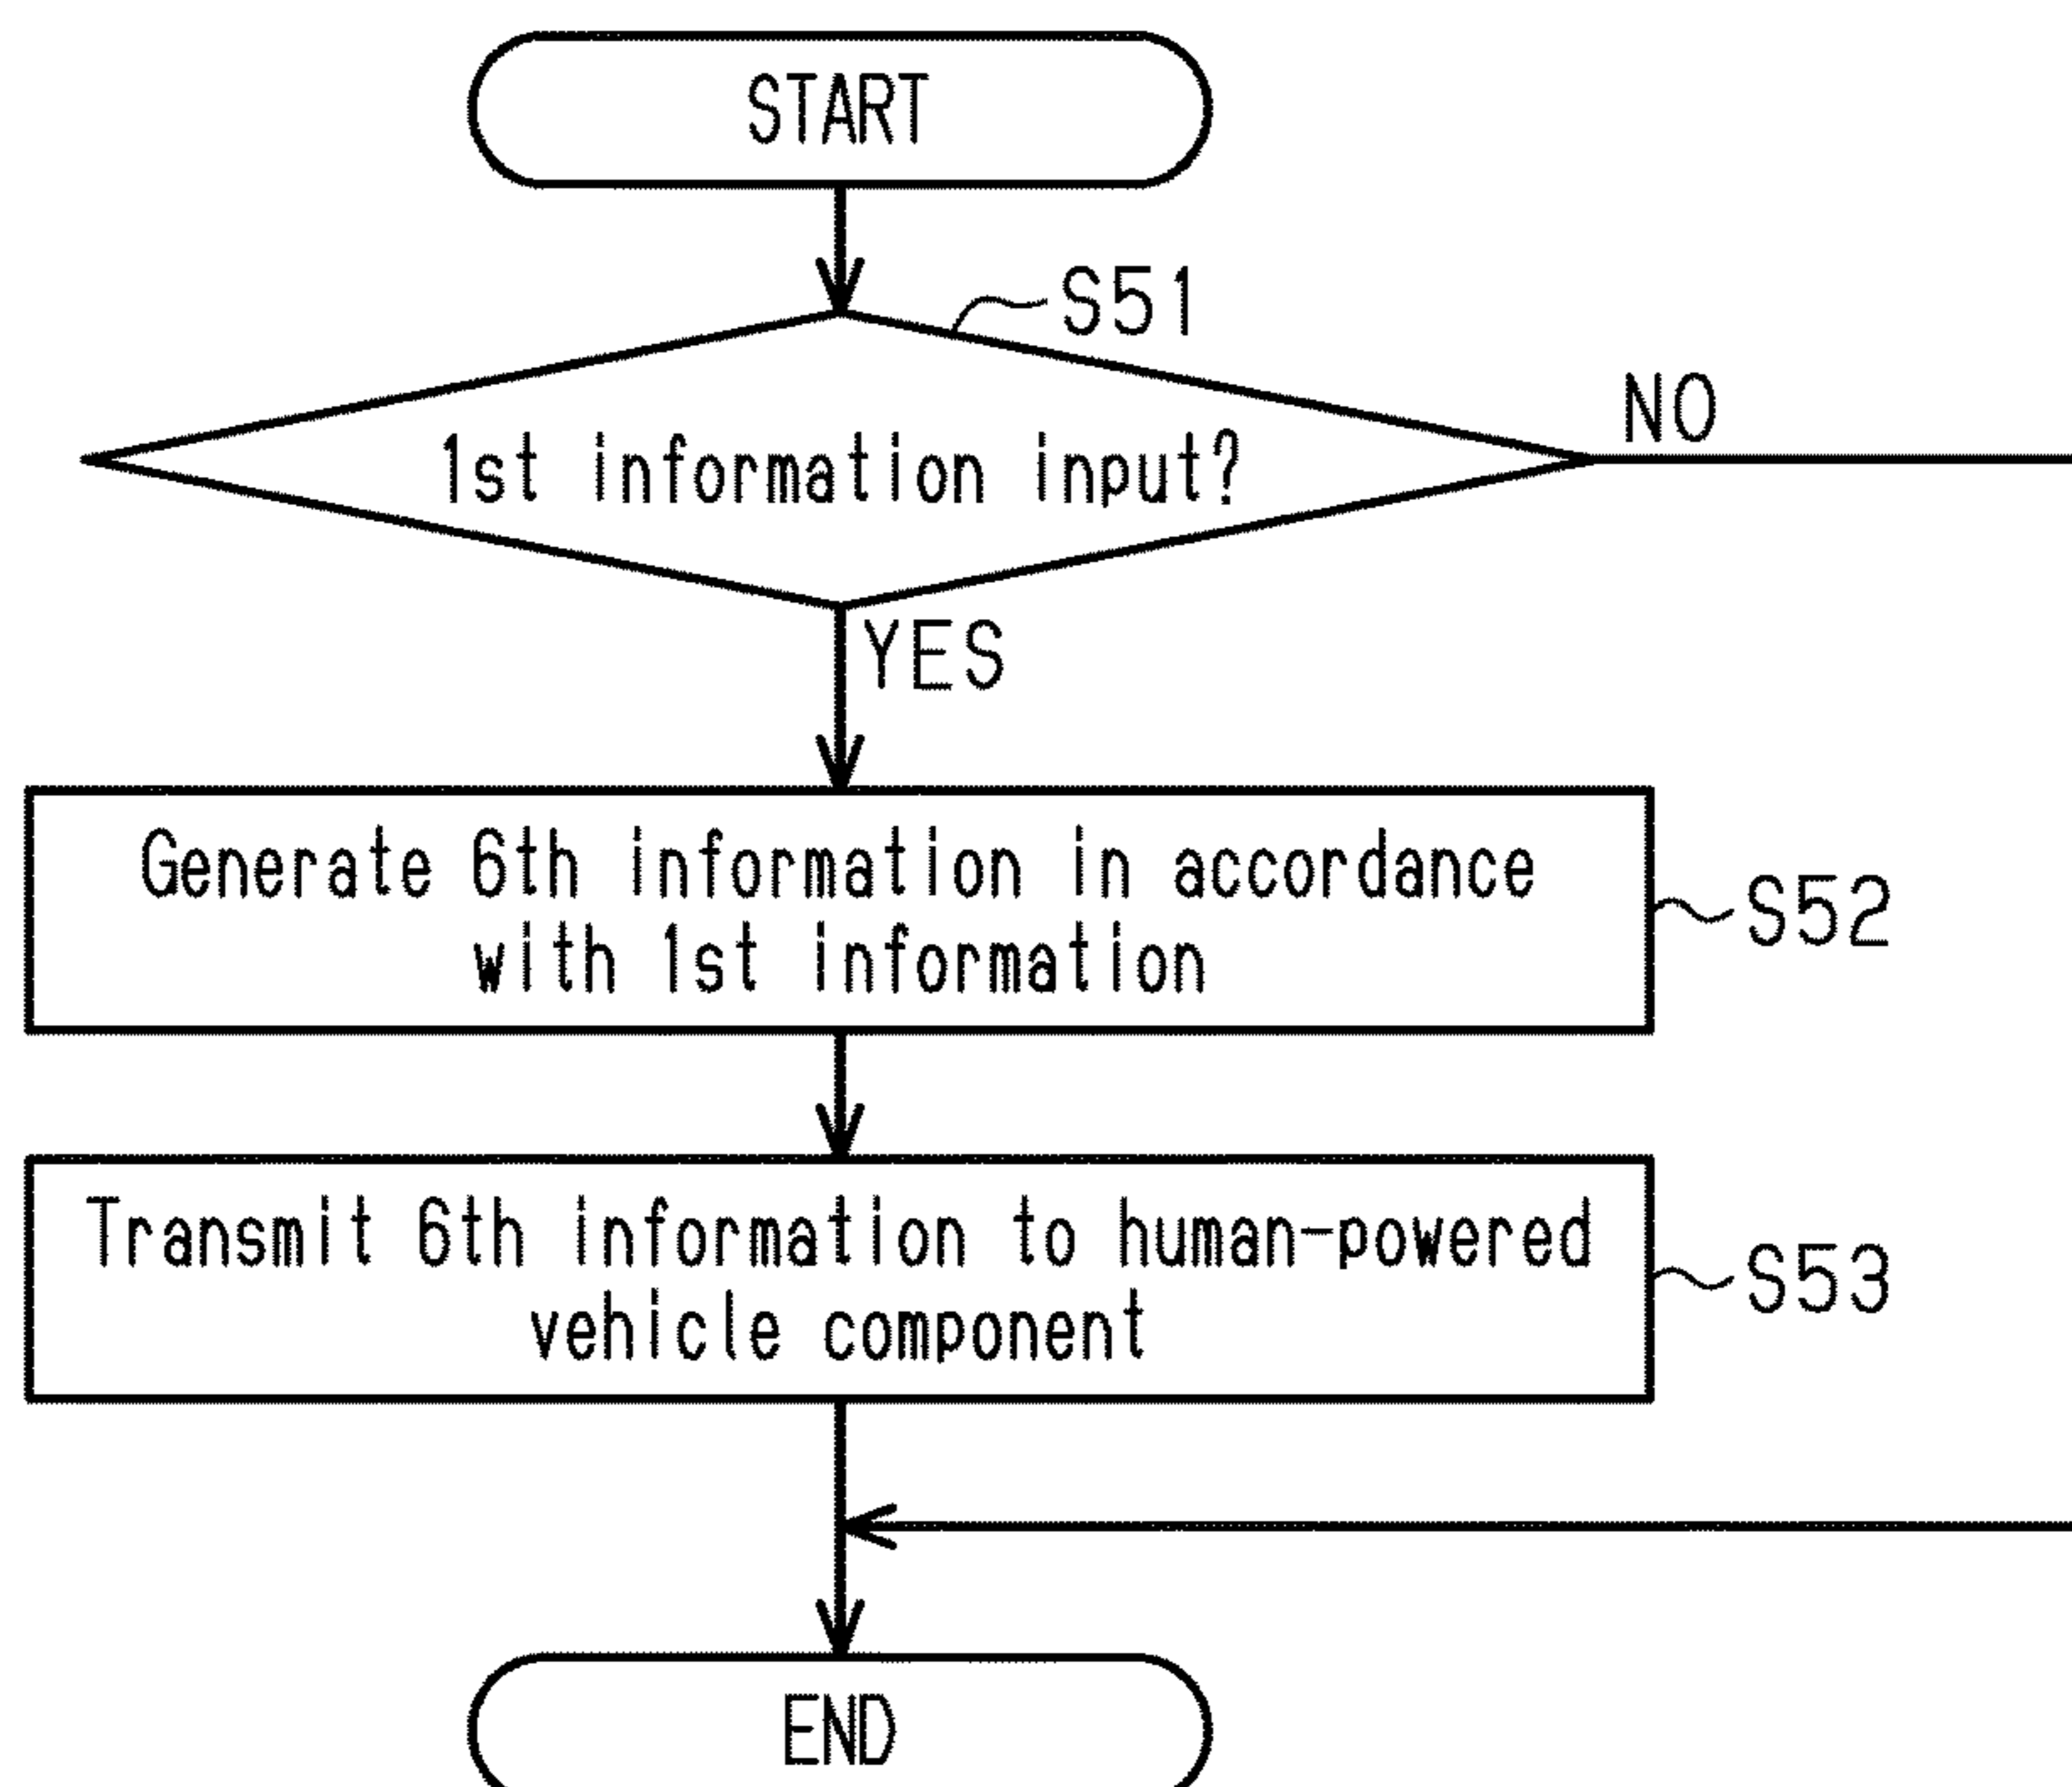 START
S51
NO
1st information input?
YES
Generate 6th information in accordance
with 1st information
S52
Transmit 6th information to human-powered
vehicle component
S53
END